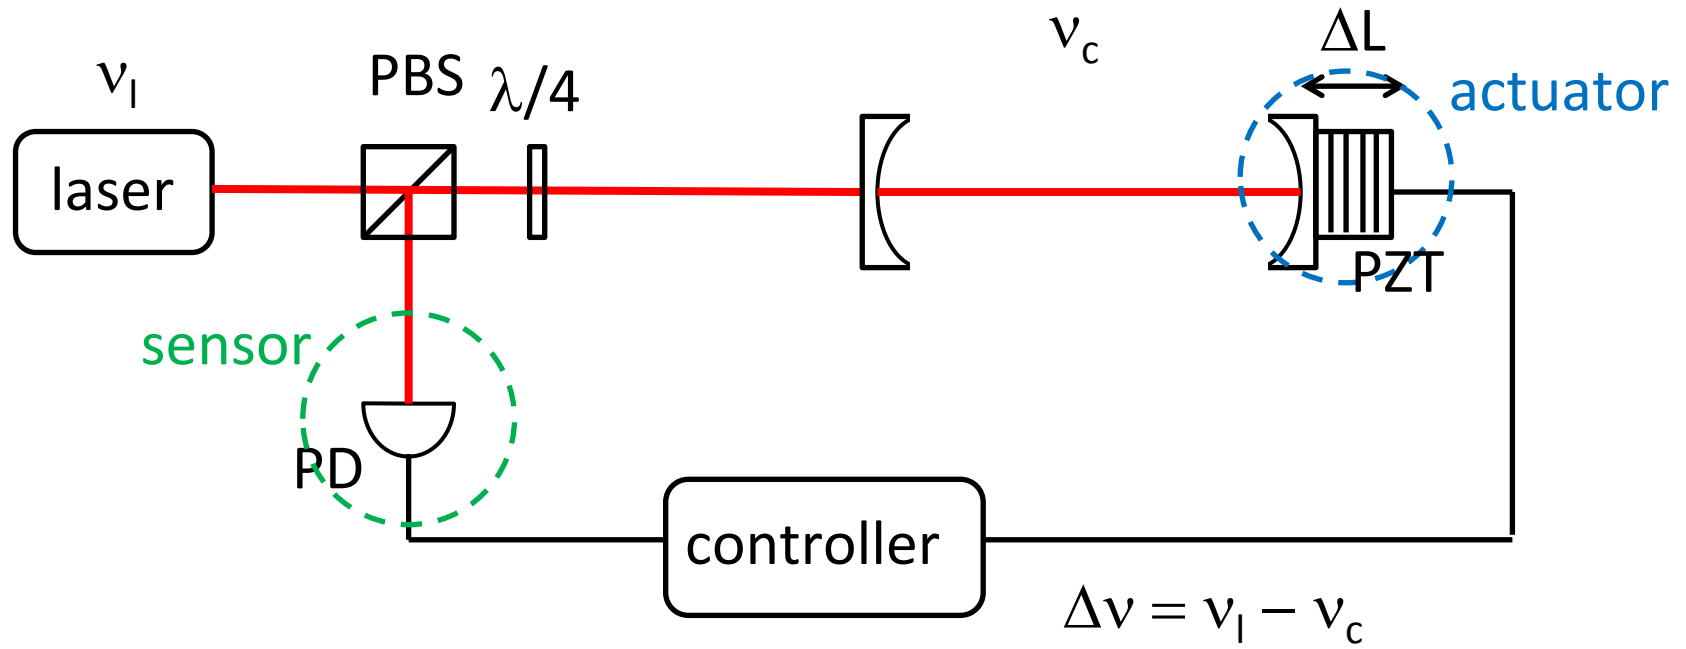 ν_l
PBS
λ/4
ν_c
ΔL
actuator
laser
PZT
sensor
PD
controller
Δν = ν_l − ν_c